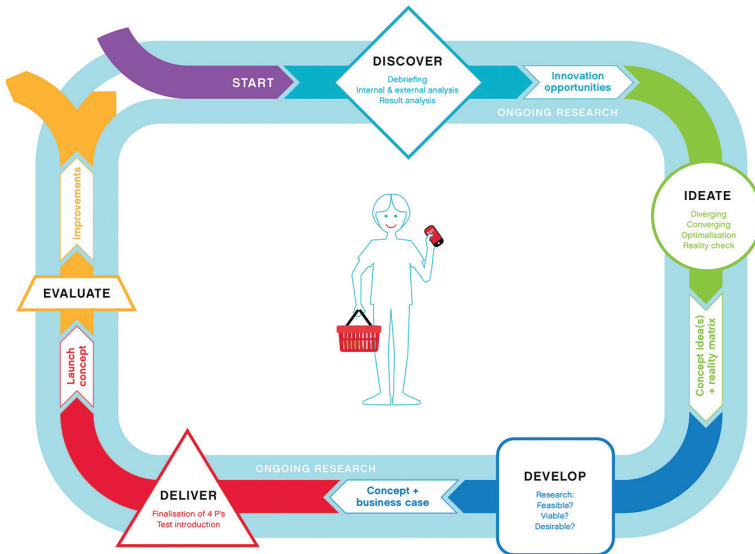 START
DISCOVER
Debriefing
Internal & external analysis
Result analysis
Innovation
opportunities
ONGOING RESEARCH
IDEATE
Diverging
Converging
Optimalisation
Reality check
Concept idea(s)
+ reality matrix
DEVELOP
Research:
Feasible?
Viable?
Desirable?
Concept +
business case
ONGOING RESEARCH
DELIVER
Finalisation of 4 P's
Test introduction
Launch
concept
EVALUATE
Improvements